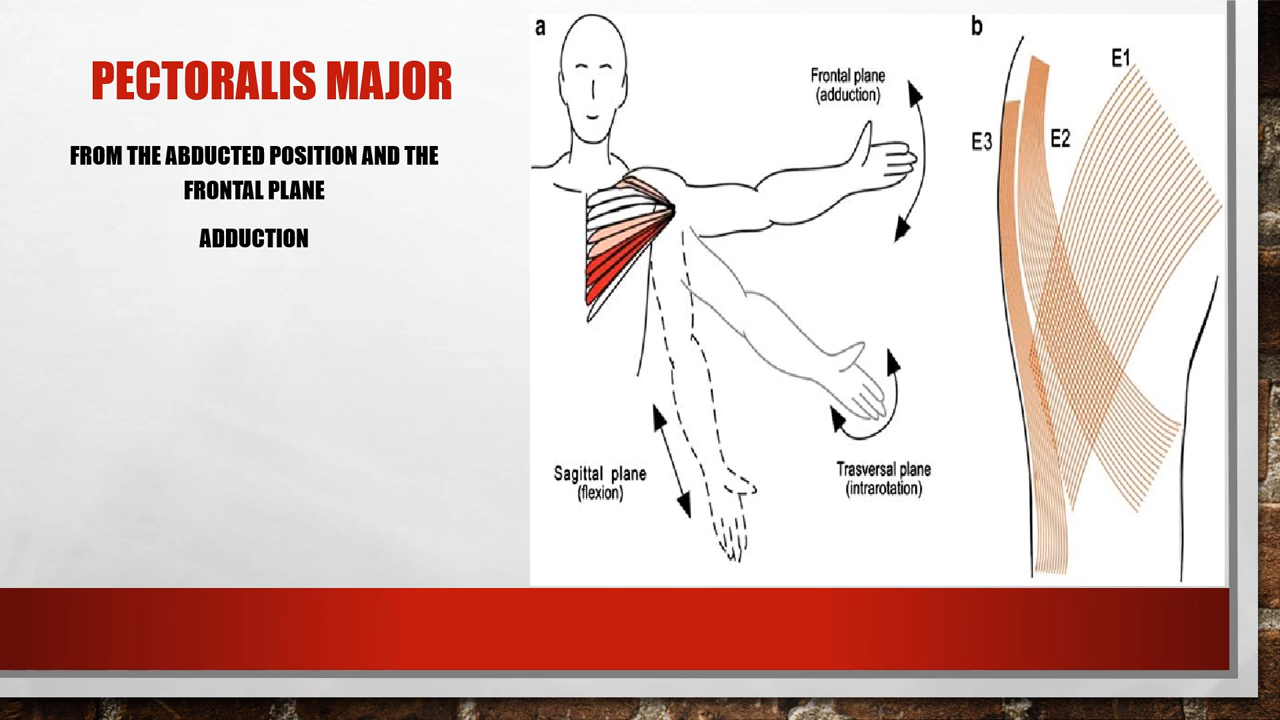 PECTORALIS MAJOR
FROM THE ABDUCTED POSITION AND THE
FRONTAL PLANE
ADDUCTION
a
Frontal plane
(adduction)
Sagittal plane
(flexion)
Trasversal plane
(intrarotation)
b
E1
E2
E3